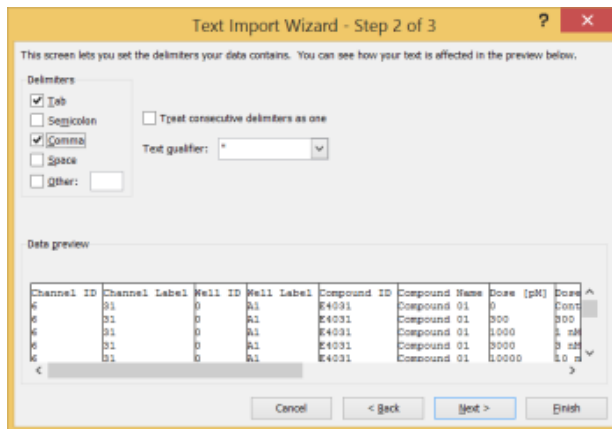 Text Import Wizard - Step 2 of 3
?
×
This screen lets you set the delimiters your data contains. You can see how your text is affected in the preview below.
Delimiters
Tab
Semicolon
Comma
Space
Other:
Treat consecutive delimiters as one
Text qualifier: "
Data preview
Channel ID Channel Label Well ID Well Label Compound ID Compound Name Dose [pM] Dose
6 31 0 A1 E4031 Compound 01 0 Cont
6 31 0 A1 E4031 Compound 01 300 300
6 31 0 A1 E4031 Compound 01 1000 1 nM
6 31 0 A1 E4031 Compound 01 3000 3 nM
6 31 0 A1 E4031 Compound 01 10000 10 n
Cancel < Back Next > Finish